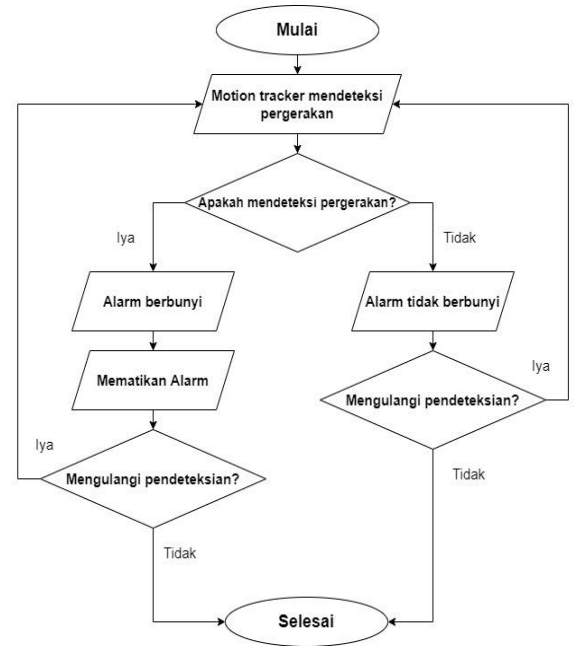 Mulai
Motion tracker mendeteksi
pergerakan
Apakah mendeteksi pergerakan?
Iya
Tidak
Alarm berbunyi
Alarm tidak berbunyi
Mematikan Alarm
Iya
Mengulangi pendeteksian?
Iya
Mengulangi pendeteksian?
Tidak
Tidak
Selesai